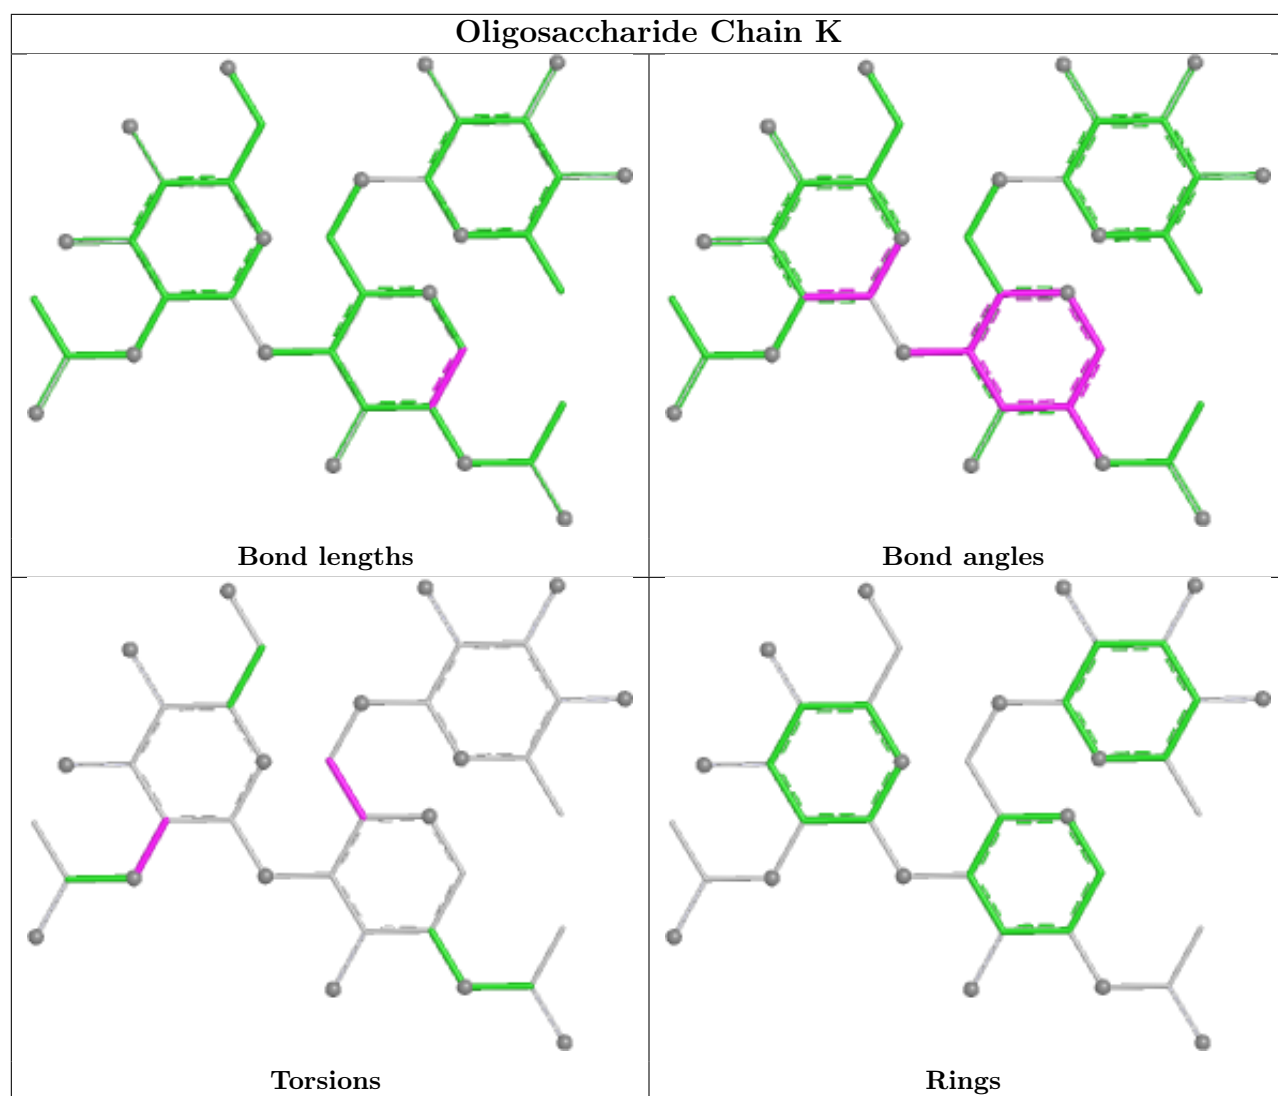 Oligosaccharide Chain K
Bond lengths
Bond angles
Torsions
Rings